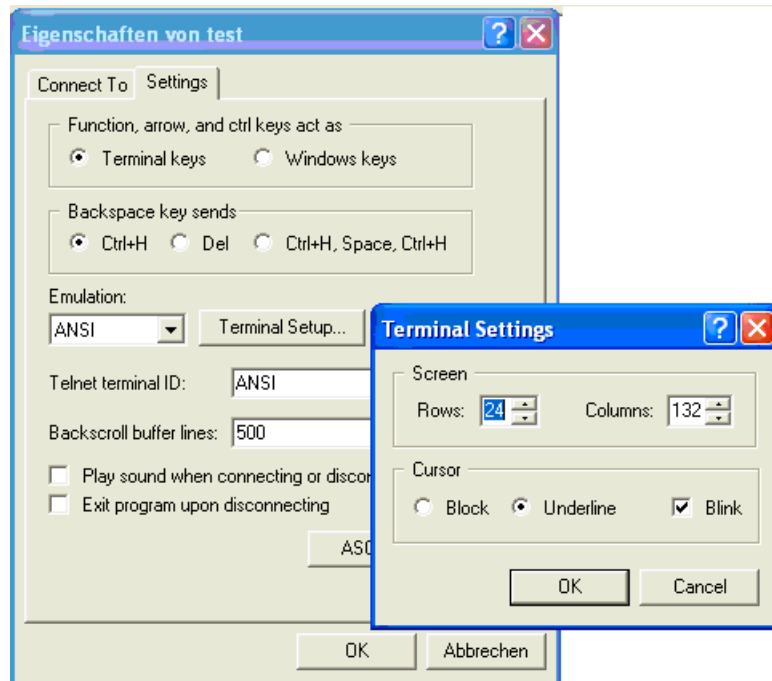 Eigenschaften von test
Connect To Settings
Function, arrow, and ctrl keys act as
Terminal keys Windows keys
Backspace key sends
Ctrl+H Del Ctrl+H, Space, Ctrl+H
Emulation:
ANSI Terminal Setup...
Telnet terminal ID: ANSI
Backscroll buffer lines: 500
Play sound when connecting or
Exit program upon disconnecting
OK Abbrechen
Terminal Settings
Screen
Rows: 24 Columns: 132
Cursor
Block Underline Blink
OK Cancel